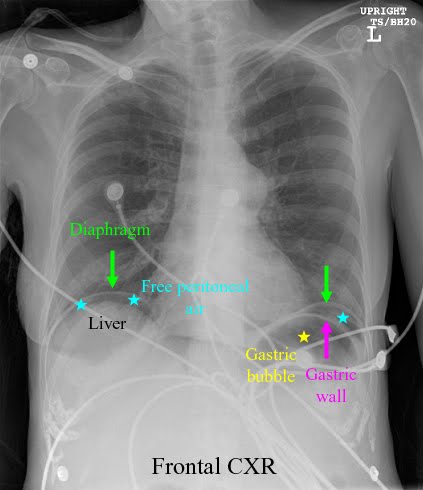 UPRIGHT
TS/BH20
L
Diaphragm
Free peritoneal
air
Liver
Gastric
bubble
Gastric
wall
Frontal CXR